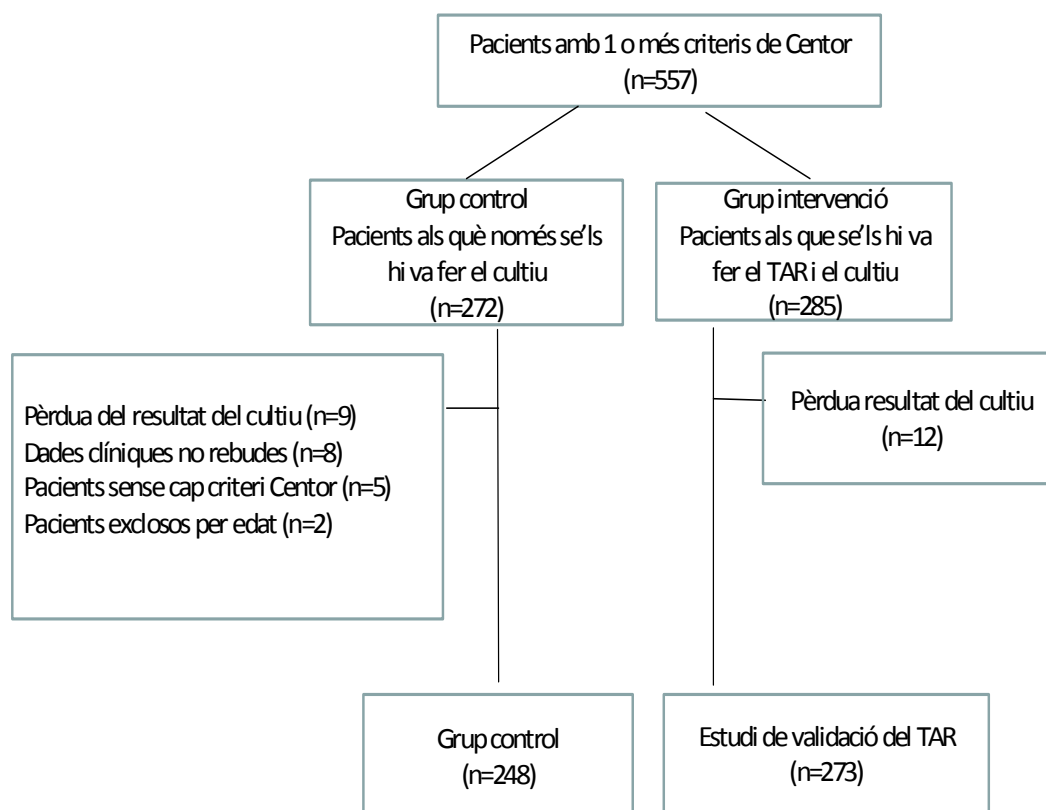 Pacients amb 1 o més criteris de Centor
(n=557)
Grup control
Pacients als què només se'ls
hi va fer el cultiu
(n=272)
Grup intervenció
Pacients als que se'ls hi va
fer el TAR i el cultiu
(n=285)
Pèrdua del resultat del cultiu (n=9)
Dades clíniques no rebudes (n=8)
Pacients sense cap criteri Centor (n=5)
Pacients exclosos per edat (n=2)
Pèrdua resultat del cultiu
(n=12)
Grup control
(n=248)
Estudi de validació del TAR
(n=273)